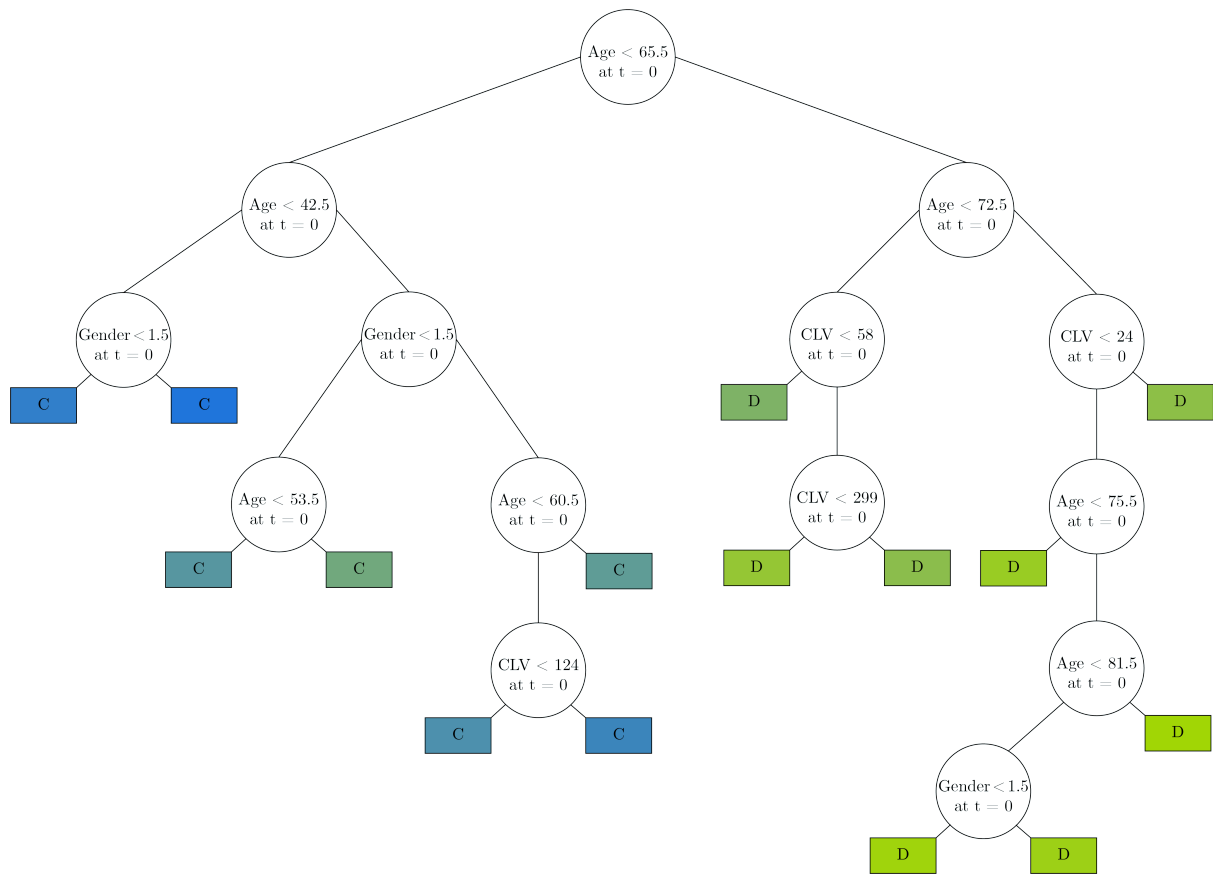 Age < 65.5
at t = 0
Age < 42.5
at t = 0
Age < 72.5
at t = 0
Gender < 1.5
at t = 0
Gender < 1.5
at t = 0
CLV < 58
at t = 0
CLV < 24
at t = 0
C
C
D
D
Age < 53.5
at t = 0
Age < 60.5
at t = 0
CLV < 299
at t = 0
Age < 75.5
at t = 0
C
C
C
D
D
D
CLV < 124
at t = 0
Age < 81.5
at t = 0
C
C
D
Gender < 1.5
at t = 0
D
D